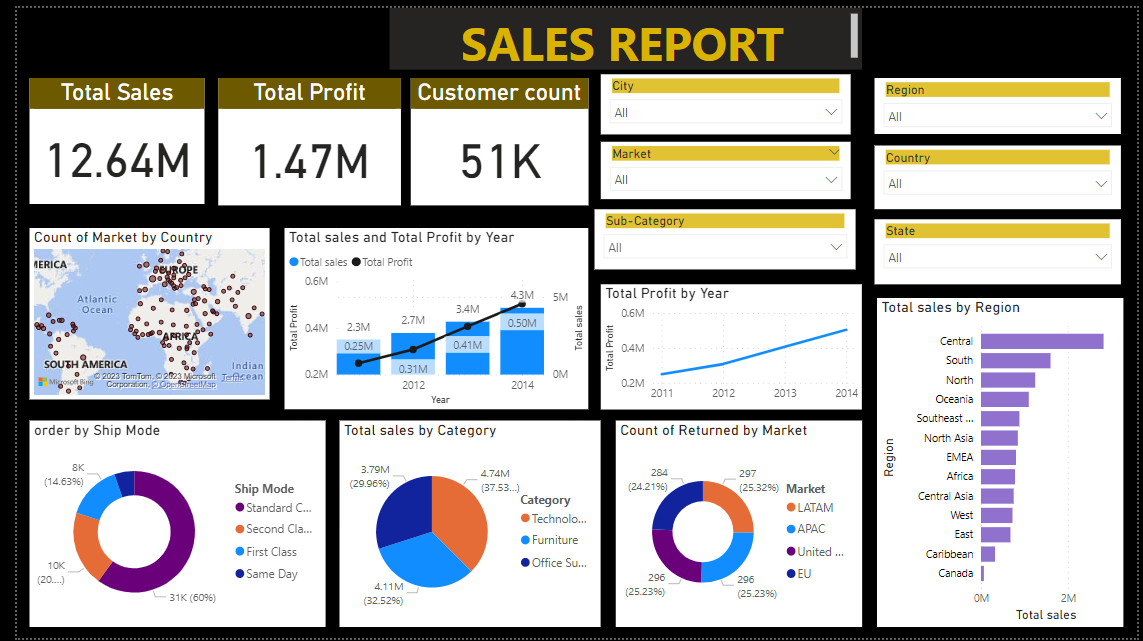 SALES REPORT
Total Sales
12.64M
Total Profit
1.47M
Customer count
51K
City
All
Market
All
Sub-Category
All
Region
All
Country
All
State
All
Count of Market by Country
MERICA
EUROPE
Atlantic
Ocean
AFRICA
SOUTH AMERICA
Indian
Ocean
Microsoft Bing
© 2023 TomTom, © 2023 Microsoft
Corporation, © OpenStreetMap Terms
Total sales and Total Profit by Year
Total sales Total Profit
Total Profit
0.6M
0.4M
0.2M
2.3M
2.7M
3.4M
4.3M
0.25M
0.31M
0.41M
0.50M
5M
0M
Total sales
2012
2014
Year
Total Profit by Year
Total Profit
0.6M
0.4M
0.2M
2011 2012 2013 2014
Total sales by Region
Region
Central
South
North
Oceania
Southeast ...
North Asia
EMEA
Africa
Central Asia
West
East
Caribbean
Canada
0M 2M
Total sales
order by Ship Mode
8K
(14.63%)
10K
(20....)
31K (60%)
Ship Mode
Standard C...
Second Cla...
First Class
Same Day
Total sales by Category
3.79M
(29.96%)
4.74M
(37.53...)
4.11M
(32.52%)
Category
Technolo...
Furniture
Office Su...
Count of Returned by Market
284
(24.21%)
297
(25.32%)
296
(25.23%)
296
(25.23%)
Market
LATAM
APAC
United ...
EU